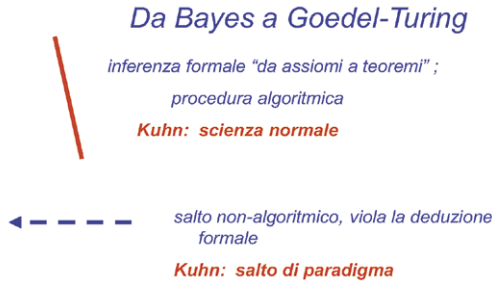 Da Bayes a Goedel-Turing
inferenza formale “da assiomi a teoremi” ;
procedura algoritmica
Kuhn: scienza normale
salto non-algoritmico, viola la deduzione
formale
Kuhn: salto di paradigma